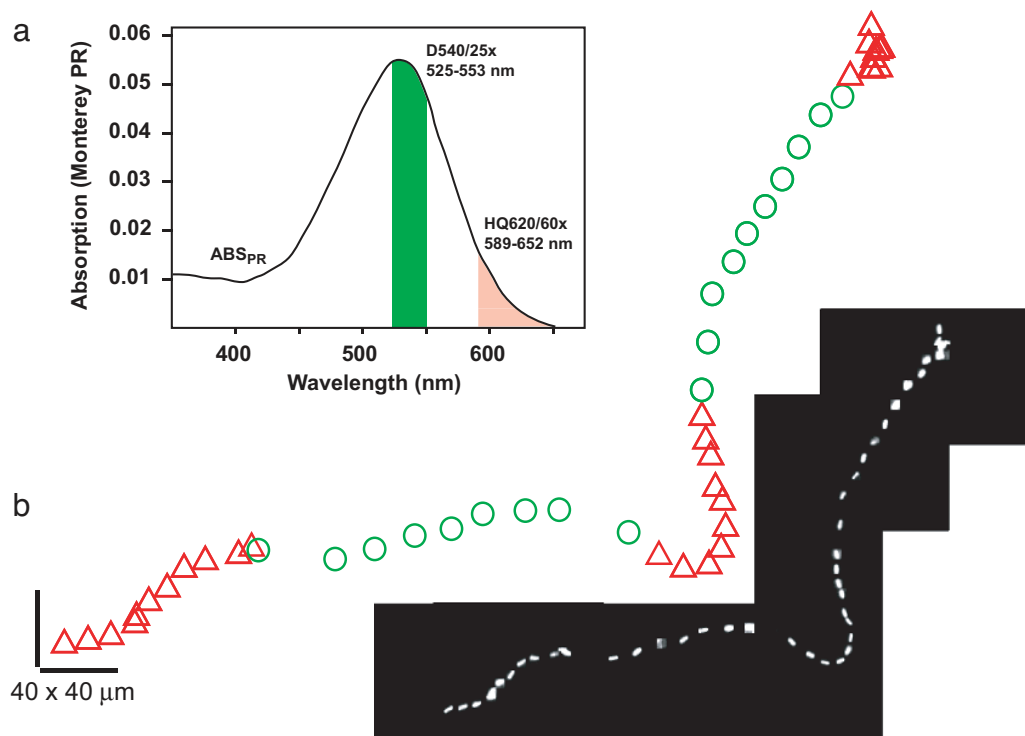 a
0.06
0.05
0.04
0.03
0.02
0.01
Absorption (Monterey PR)
D540/25x
525-553 nm
HQ620/60x
589-652 nm
ABSPR
400
500
600
Wavelength (nm)
b
40 x 40 μm